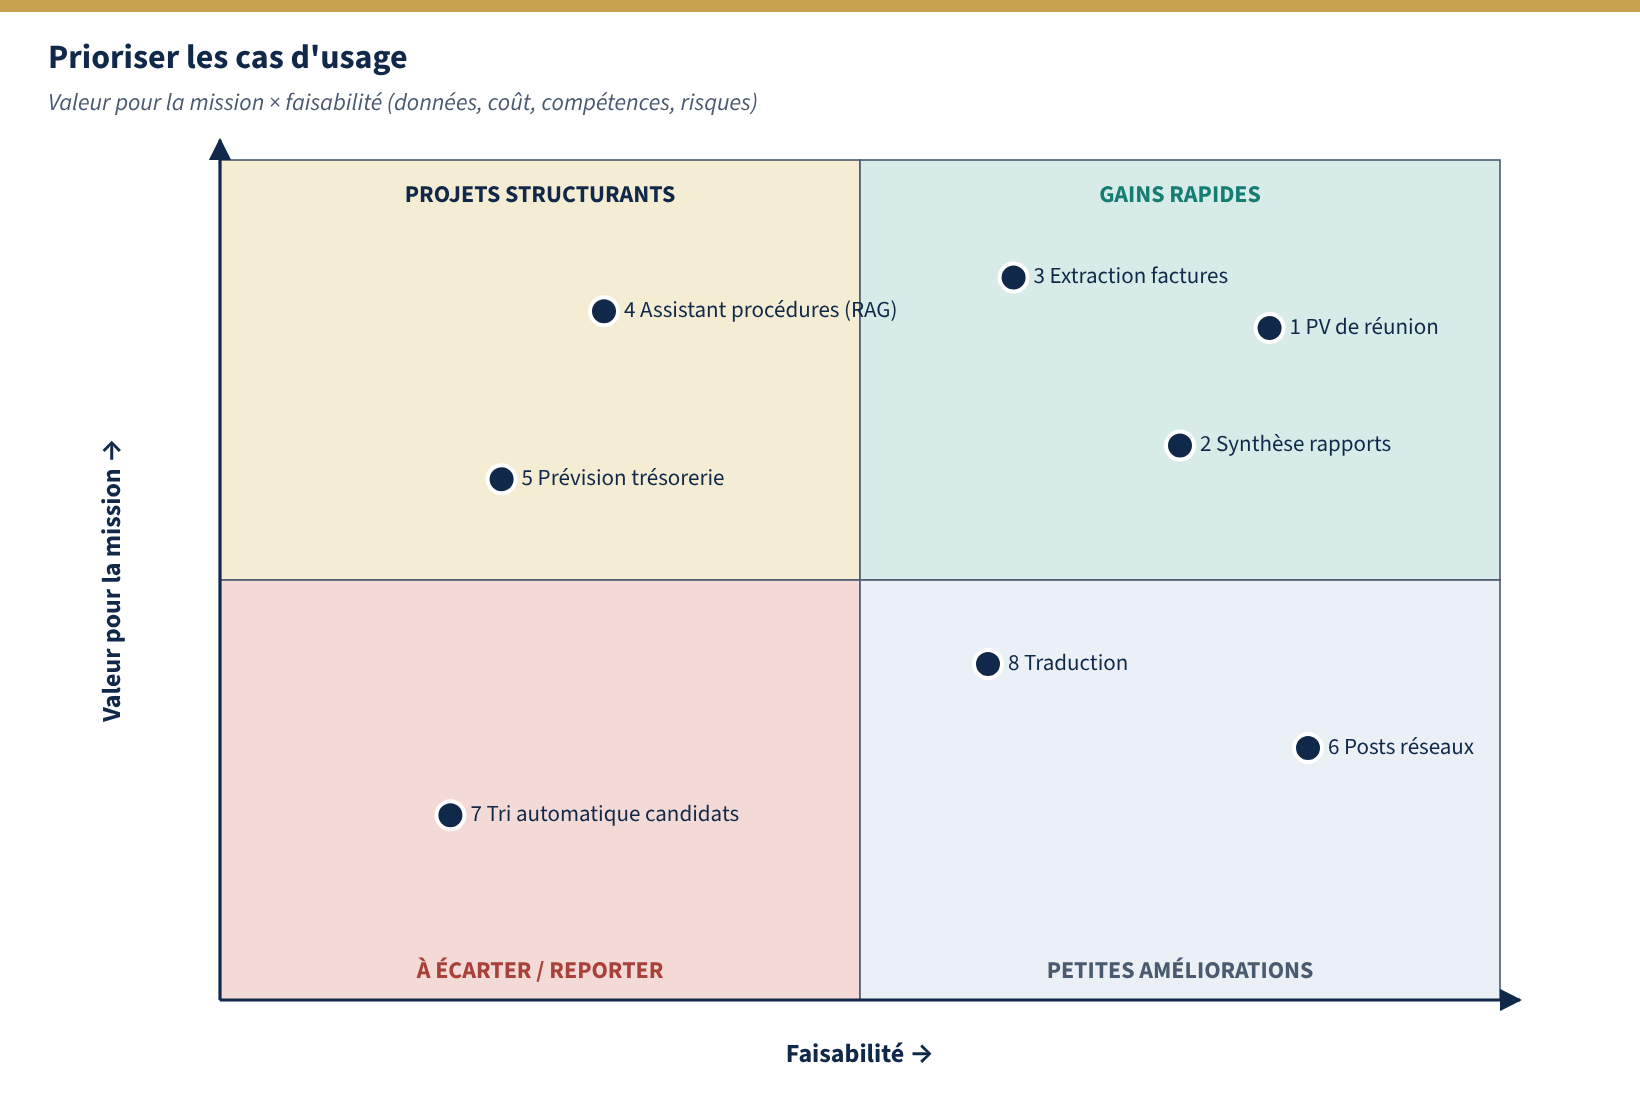 Prioriser les cas d'usage
Valeur pour la mission × faisabilité (données, coût, compétences, risques)
PROJETS STRUCTURANTS
GAINS RAPIDES
3 Extraction factures
4 Assistant procédures (RAG)
1 PV de réunion
2 Synthèse rapports
5 Prévision trésorerie
Valeur pour la mission →
8 Traduction
6 Posts réseaux
7 Tri automatique candidats
À ÉCARTER / REPORTER
PETITES AMÉLIORATIONS
Faisabilité →